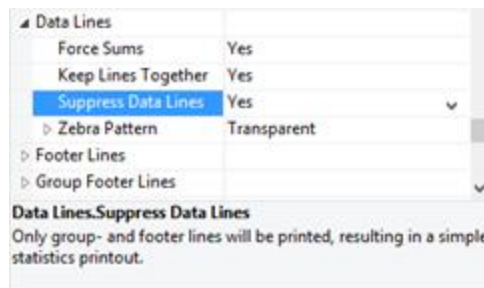 Data Lines
Force Sums Yes
Keep Lines Together Yes
Suppress Data Lines Yes
Zebra Pattern Transparent
Footer Lines
Group Footer Lines
Data Lines.Suppress Data Lines
Only group- and footer lines will be printed, resulting in a simple
statistics printout.